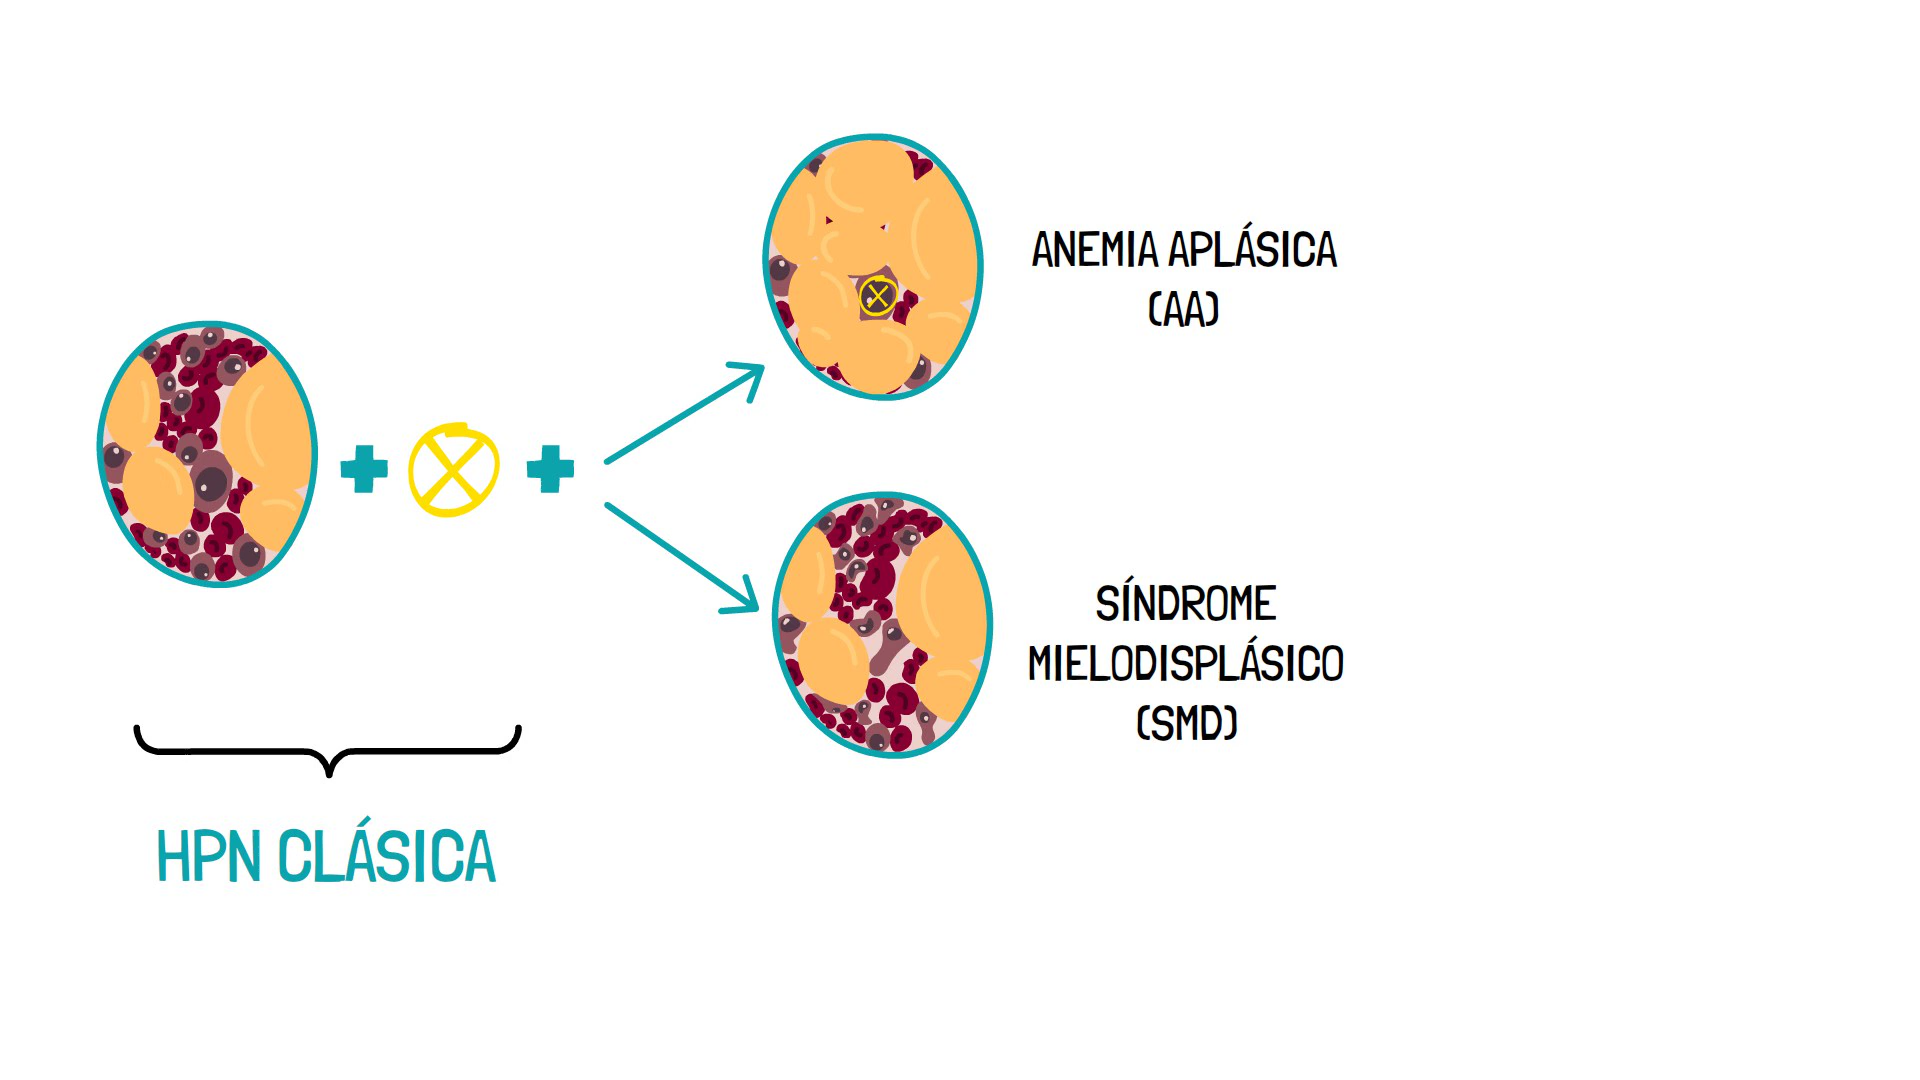 ANEMIA APLÁSICA
(AA)
SÍNDROME
MIELODISPLÁSICO
(SMD)
HPN CLÁSICA